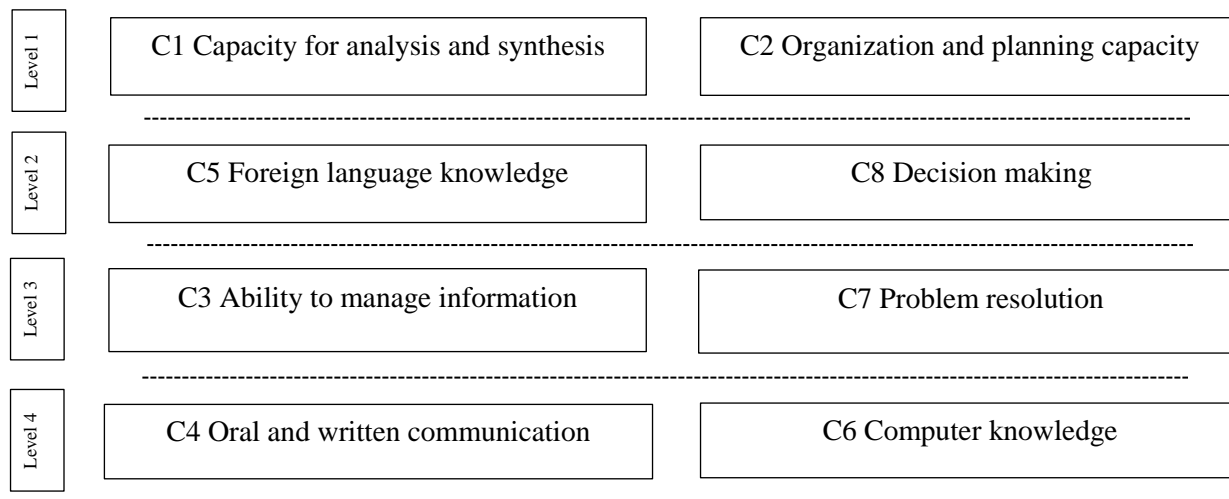 Level 1
C1 Capacity for analysis and synthesis
C2 Organization and planning capacity
Level 2
C5 Foreign language knowledge
C8 Decision making
Level 3
C3 Ability to manage information
C7 Problem resolution
Level 4
C4 Oral and written communication
C6 Computer knowledge